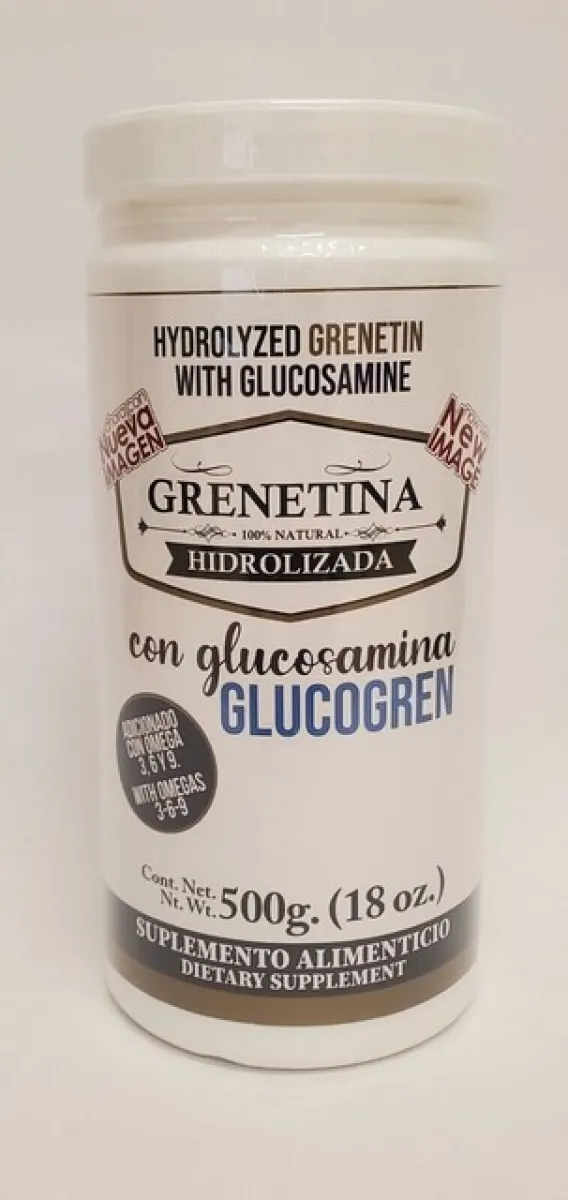 HYDROLYZED GRENETIN
WITH GLUCOSAMINE
Nueva
IMAGEN
New
IMAGE
GRENETINA
100% NATURAL
HIDROLIZADA
con glucosamina
GLUCOGREN
ADICIONADO
CON OMEGA
3, 6 Y 9.
WITH OMEGAS
3-6-9
Cont. Net.
Nt. Wt. 500g. (18 oz.)
SUPLEMENTO ALIMENTICIO
DIETARY SUPPLEMENT